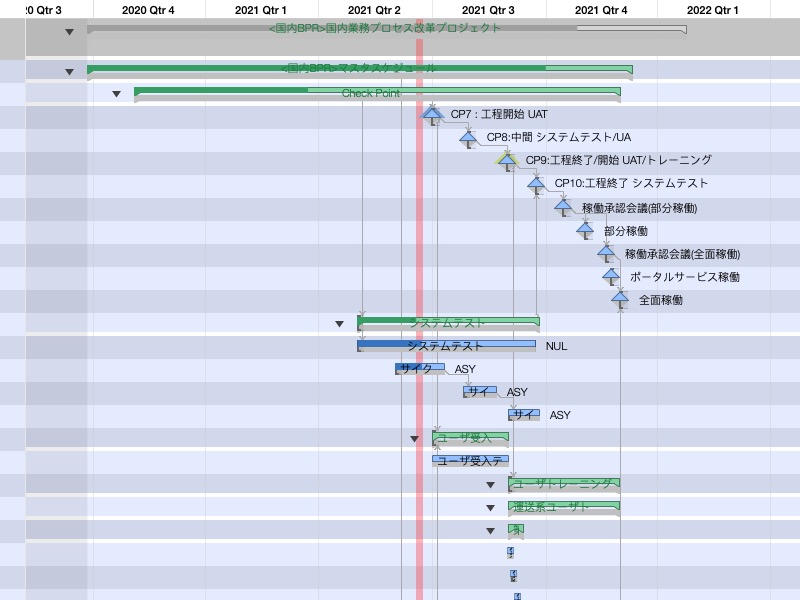 20 Qtr 3 2020 Qtr 4 2021 Qtr 1 2021 Qtr 2 2021 Qtr 3 2021 Qtr 4 2022 Qtr 1
<国内BPR>国内業務プロセス改革プロジェクト
<国内BPR>マスタスケジュール
Check Point
CP7 : 工程開始 UAT
CP8:中間 システムテスト/UA
CP9:工程終了/開始 UAT/トレーニング
CP10:工程終了 システムテスト
稼働承認会議(部分稼働)
部分稼働
稼働承認会議(全面稼働)
ポータルサービス稼働
全面稼働
システムテスト
システムテスト NUL
サイク ASY
サイ ASY
サイ ASY
ユーザ受入
ユーザ受入テ
ユーザトレーニング
運送系ユーザト